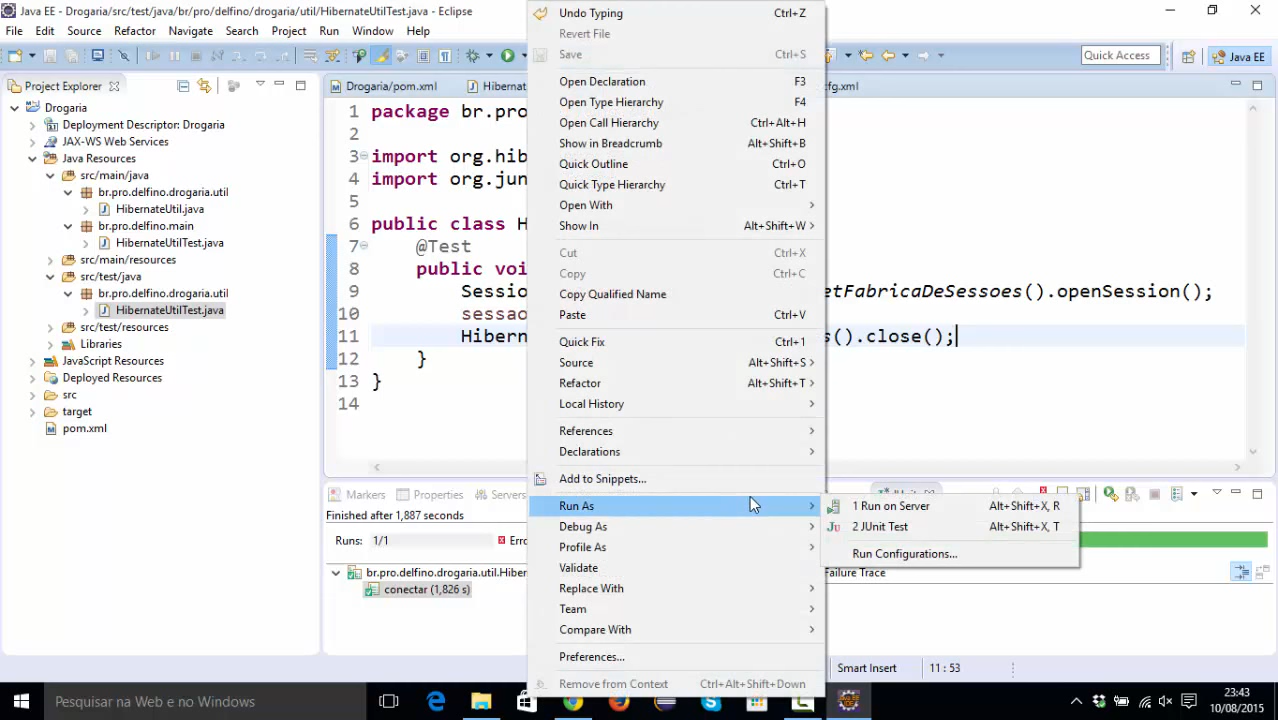 Java EE - Drogaria/src/test/java/br/pro/delfino/drogaria/util/HibernateUtilTest.java - Eclipse
File Edit Source Refactor Navigate Search Project Run Window Help
Quick Access
Java EE
Project Explorer
Drogaria
Deployment Descriptor: Drogaria
JAX-WS Web Services
Java Resources
src/main/java
br.pro.delfino.drogaria.util
HibernateUtil.java
br.pro.delfino.main
HibernateUtilTest.java
src/main/resources
src/test/java
br.pro.delfino.drogaria.util
HibernateUtilTest.java
src/test/resources
Libraries
JavaScript Resources
Deployed Resources
src
target
pom.xml
Drogaria/pom.xml
Hibernat
cfg.xml
1 package br.pro
2
3 import org.hib
4 import org.jun
5
6 public class H
7 @Test
8 public voi
9 Sessio etFabricaDeSessoes().openSession();
10 sessao
11 Hibern s().close();
12 }
13 }
14
Undo Typing Ctrl+Z
Revert File
Save Ctrl+S
Open Declaration F3
Open Type Hierarchy F4
Open Call Hierarchy Ctrl+Alt+H
Show in Breadcrumb Alt+Shift+B
Quick Outline Ctrl+O
Quick Type Hierarchy Ctrl+T
Open With
Show In Alt+Shift+W
Cut Ctrl+X
Copy Ctrl+C
Copy Qualified Name
Paste Ctrl+V
Quick Fix Ctrl+1
Source Alt+Shift+S
Refactor Alt+Shift+T
Local History
References
Declarations
Add to Snippets...
Run As
Debug As
Profile As
Validate
Replace With
Team
Compare With
Preferences...
Remove from Context Ctrl+Alt+Shift+Down
1 Run on Server Alt+Shift+X, R
2 JUnit Test Alt+Shift+X, T
Run Configurations...
Markers Properties Servers
Finished after 1,887 seconds
Runs: 1/1 Erro
br.pro.delfino.drogaria.util.Hiber
conectar (1,826 s)
Failure Trace
Smart Insert 11 : 53
Pesquisar na Web e no Windows
23:43
10/08/2015